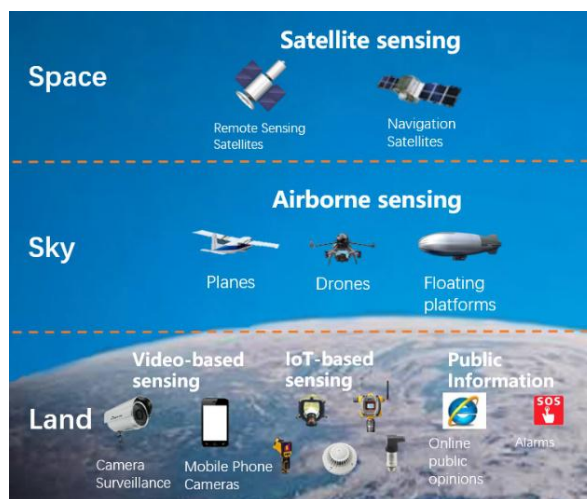 Satellite sensing
Space
Remote Sensing
Satellites
Navigation
Satellites
Airborne sensing
Sky
Planes
Drones
Floating
platforms
Video-based
sensing
IoT-based
sensing
Public
Information
Land
SOS
Camera
Surveillance
Mobile Phone
Cameras
Online
public
opinions
Alarms